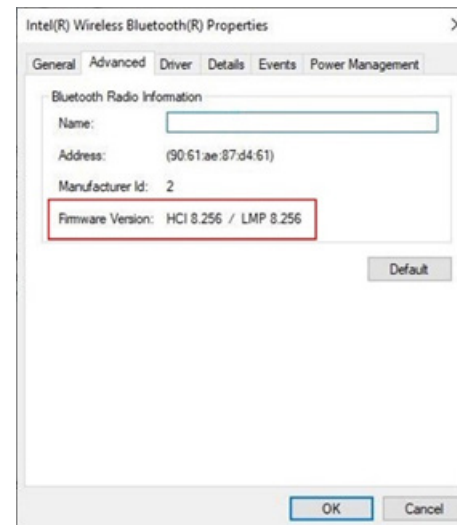 Intel(R) Wireless Bluetooth(R) Properties
General Advanced Driver Details Events Power Management
Bluetooth Radio Information
Name:
Address: (90:61:ae:87:d4:61)
Manufacturer Id: 2
Firmware Version: HCI 8.256 / LMP 8.256
Default
OK Cancel